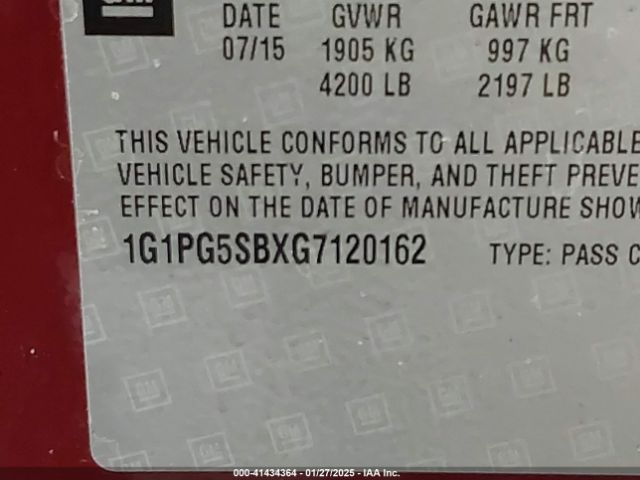 GM
DATE GVWR GAWR FRT
07/15 1905 KG 997 KG
4200 LB 2197 LB
THIS VEHICLE CONFORMS TO ALL APPLICABLE
VEHICLE SAFETY, BUMPER, AND THEFT PREVE
EFFECT ON THE DATE OF MANUFACTURE SHOW
1G1PG5SBXG7120162 TYPE: PASS C
000-41434364 - 01/27/2025 - IAA Inc.